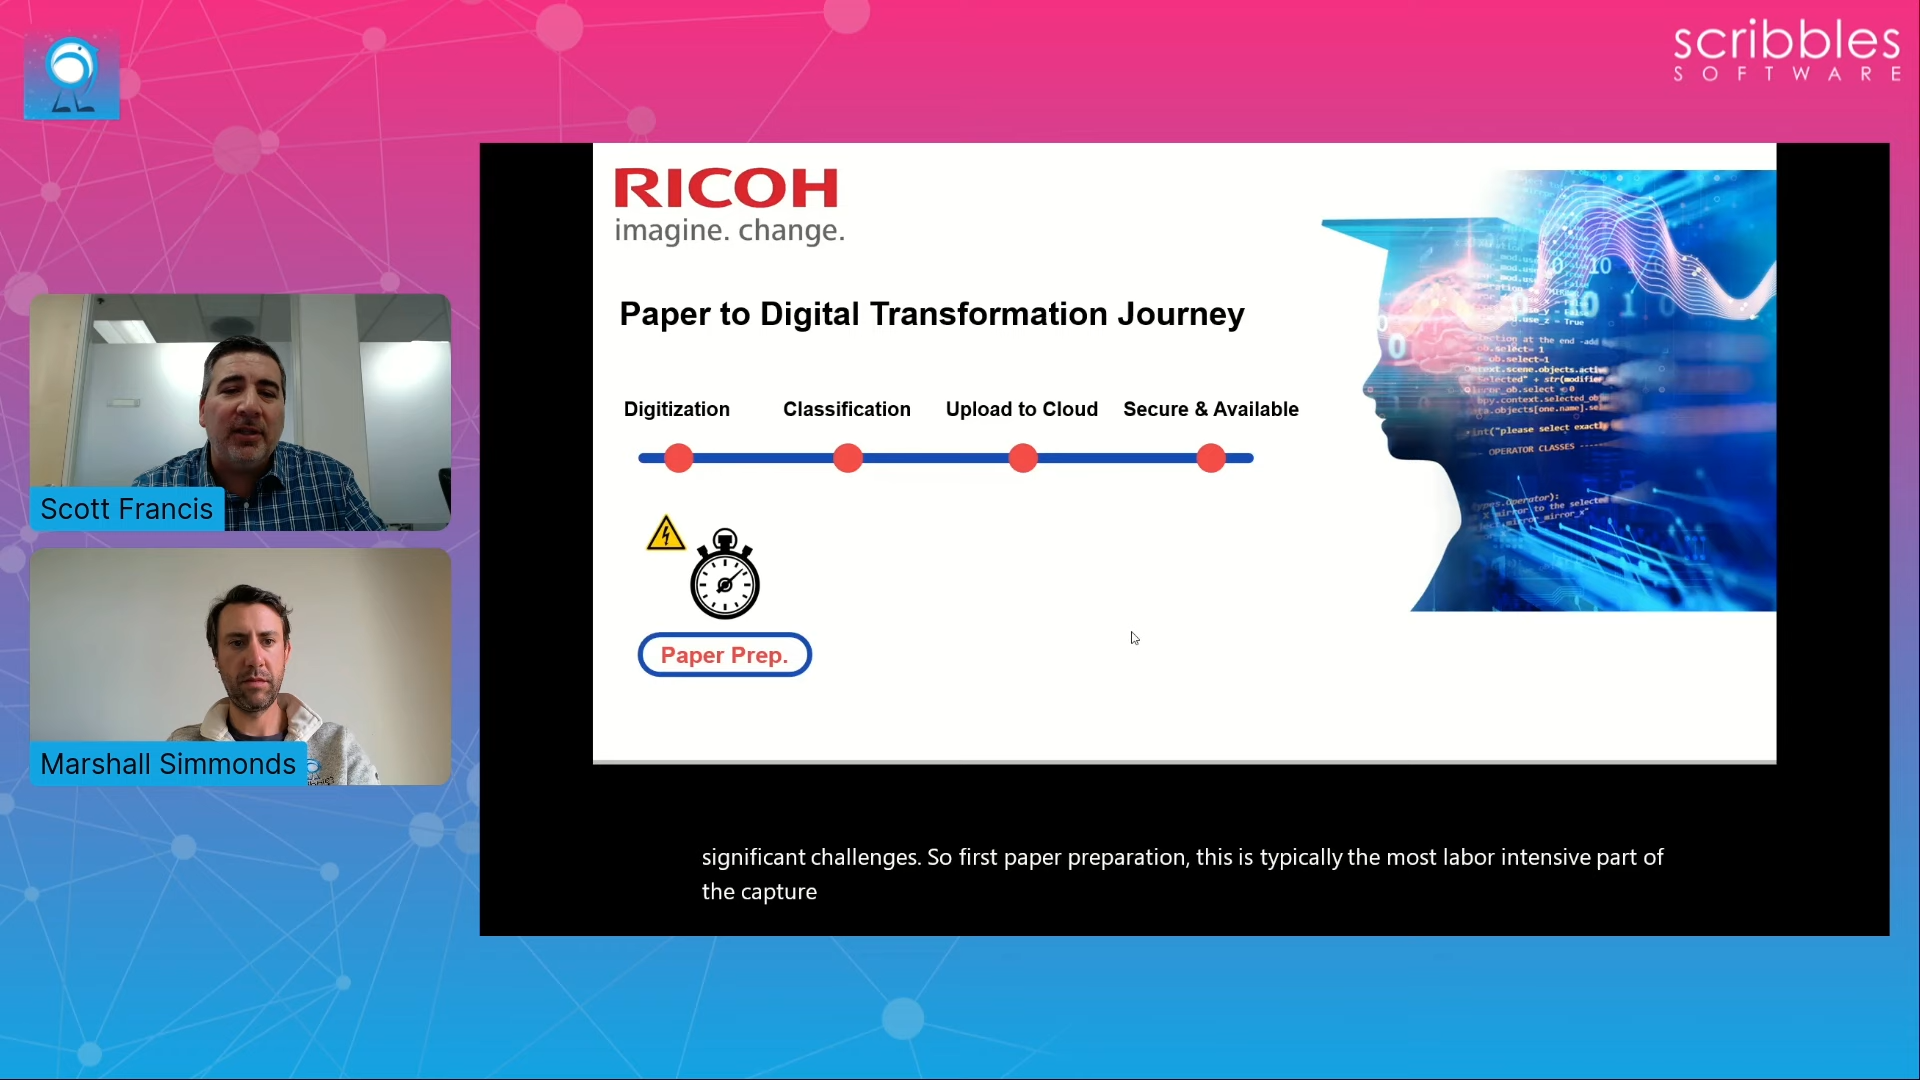 scribbles
SOFTWARE
RICOH
imagine. change.
Paper to Digital Transformation Journey
Digitization
Classification
Upload to Cloud
Secure & Available
Paper Prep.
Scott Francis
Marshall Simmonds
significant challenges. So first paper preparation, this is typically the most labor intensive part of
the capture